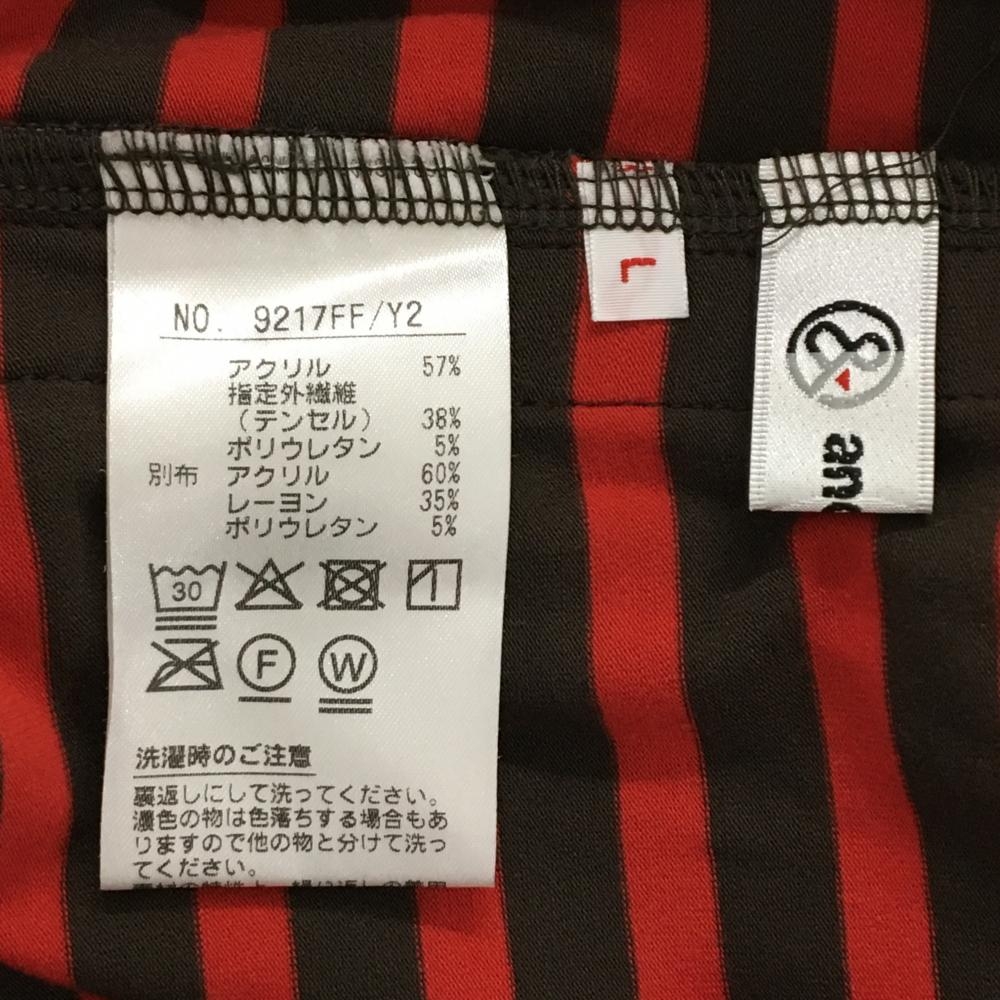 NO. 9217FF/Y2
アクリル 57%
指定外繊維
(テンセル) 38%
ポリウレタン 5%
別布 アクリル 60%
レーヨン 35%
ポリウレタン 5%
30
F W
洗濯時のご注意
裏返しにして洗ってください。
濃色の物は色落ちする場合もあ
りますので他の物と分けて洗っ
てください。
L
&